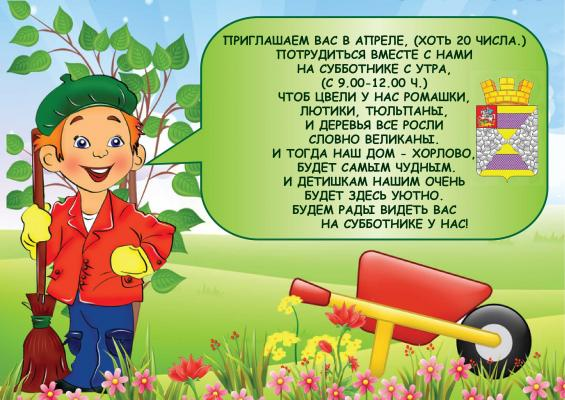 ПРИГЛАШАЕМ ВАС В АПРЕЛЕ, (ХОТЬ 20 ЧИСЛА.)
ПОТРУДИТЬСЯ ВМЕСТЕ С НАМИ
НА СУББОТНИКЕ С УТРА,
(С 9.00-12.00 Ч.)
ЧТОБ ЦВЕЛИ У НАС РОМАШКИ,
ЛЮТИКИ, ТЮЛЬПАНЫ,
И ДЕРЕВЬЯ ВСЕ РОСЛИ
СЛОВНО ВЕЛИКАНЫ.
И ТОГДА НАШ ДОМ - ХОРЛОВО,
БУДЕТ САМЫМ ЧУДНЫМ.
И ДЕТИШКАМ НАШИМ ОЧЕНЬ
БУДЕТ ЗДЕСЬ УЮТНО.
БУДЕМ РАДЫ ВИДЕТЬ ВАС
НА СУББОТНИКЕ У НАС!